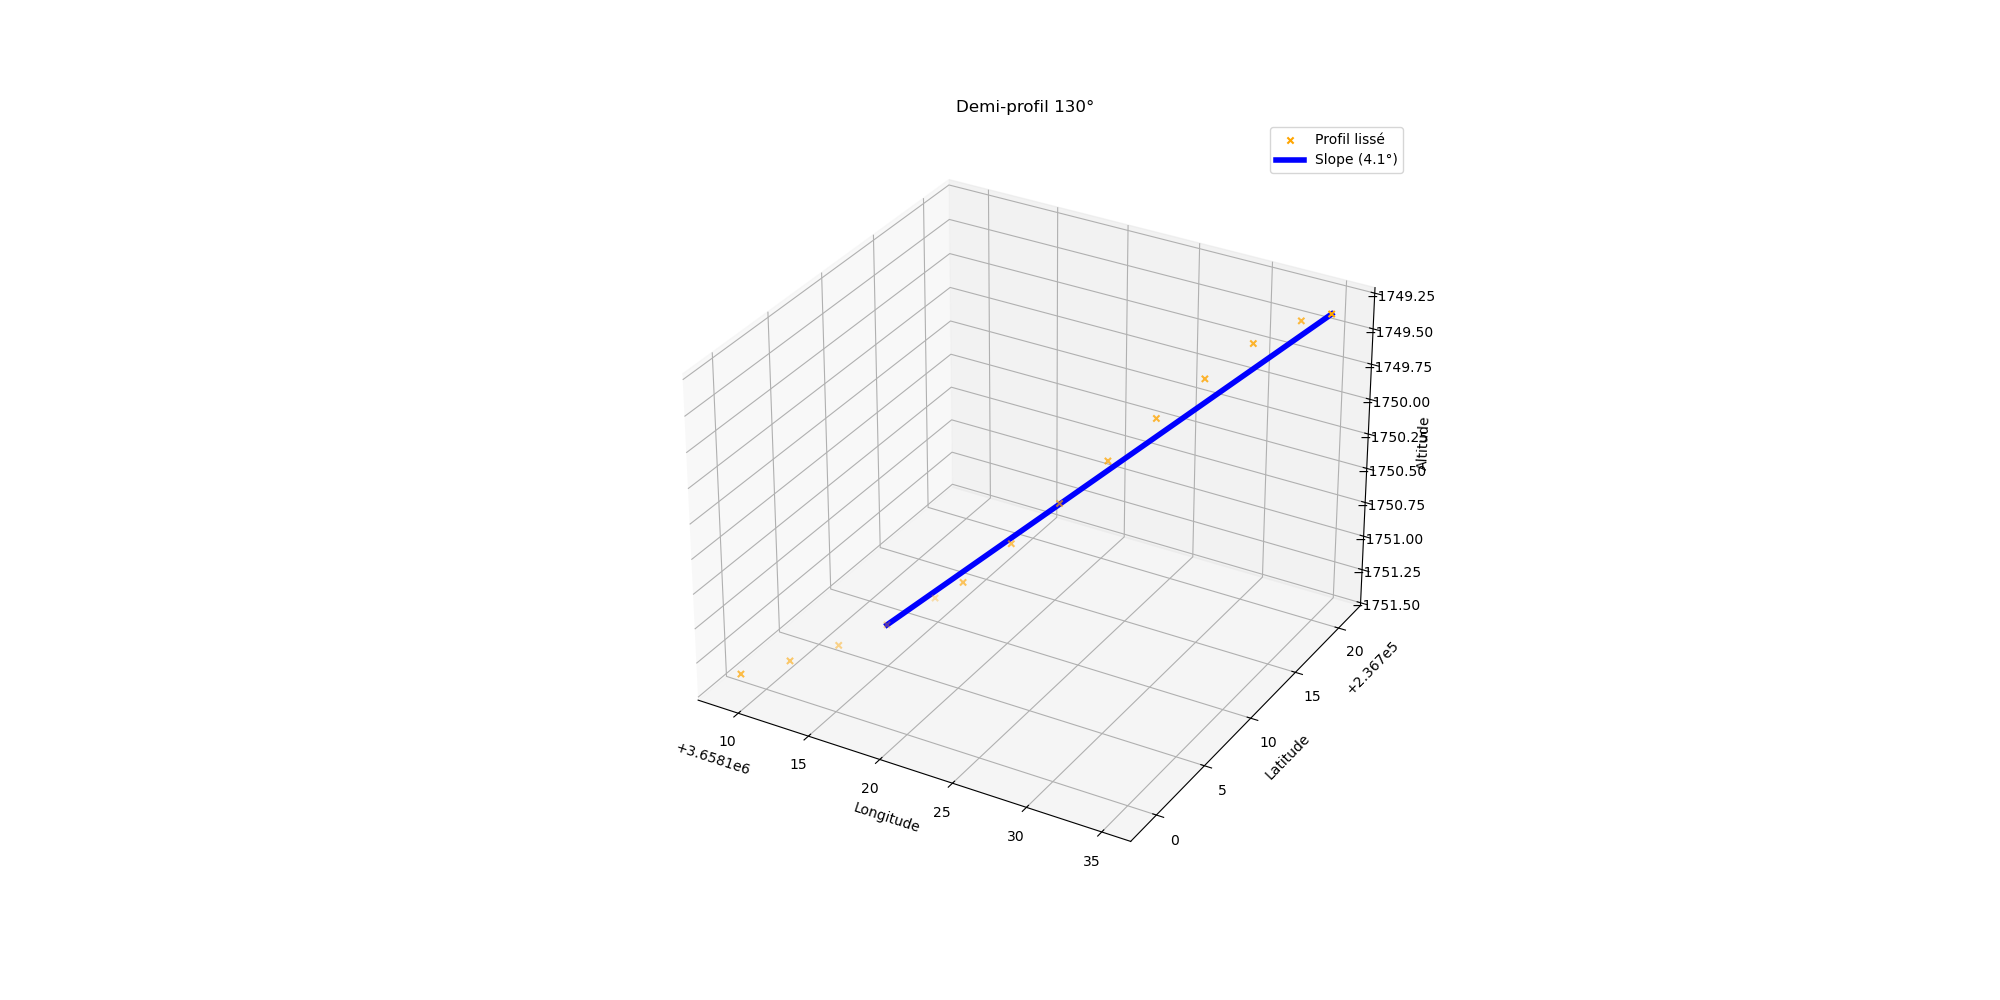 Demi-profil 130°
Profil lissé
Slope (4.1°)
−1749.25
−1749.50
−1749.75
−1750.00
−1750.25
−1750.50
−1750.75
−1751.00
−1751.25
−1751.50
Altitude
20
15
10
5
0
+2.367e5
Latitude
10
15
20
25
30
35
+3.6581e6
Longitude